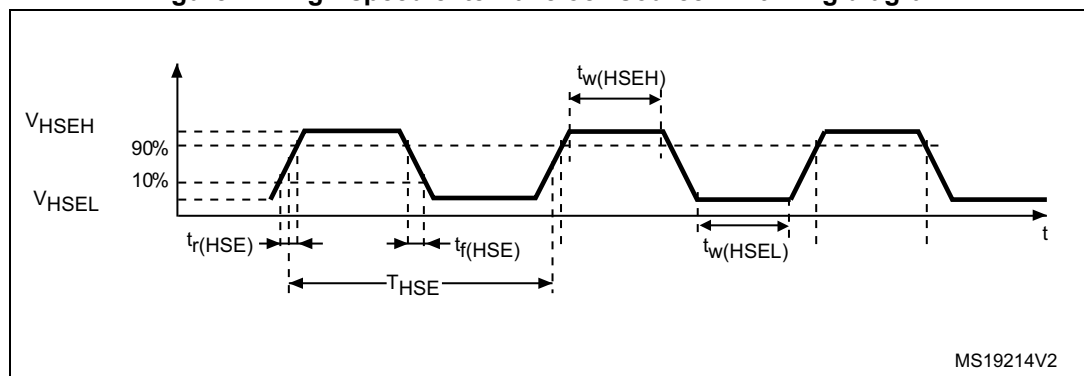 tw(HSEH)
VHSEH
90%
10%
VHSEL
tr(HSE)
tf(HSE)
tw(HSEL)
t
THSE
MS19214V2